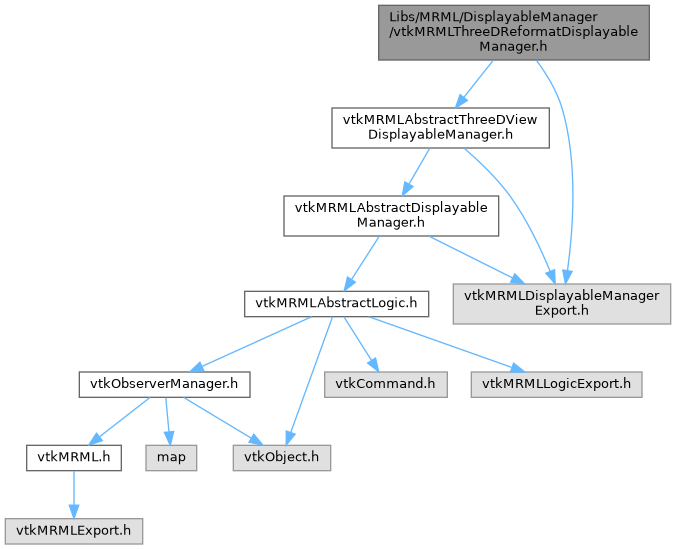 Libs/MRML/DisplayableManager
/vtkMRMLThreeDReformatDisplayable
Manager.h
vtkMRMLAbstractThreeDView
DisplayableManager.h
vtkMRMLAbstractDisplayable
Manager.h
vtkMRMLDisplayableManager
Export.h
vtkMRMLAbstractLogic.h
vtkObserverManager.h
vtkCommand.h
vtkMRMLLogicExport.h
vtkMRML.h
map
vtkObject.h
vtkMRMLExport.h